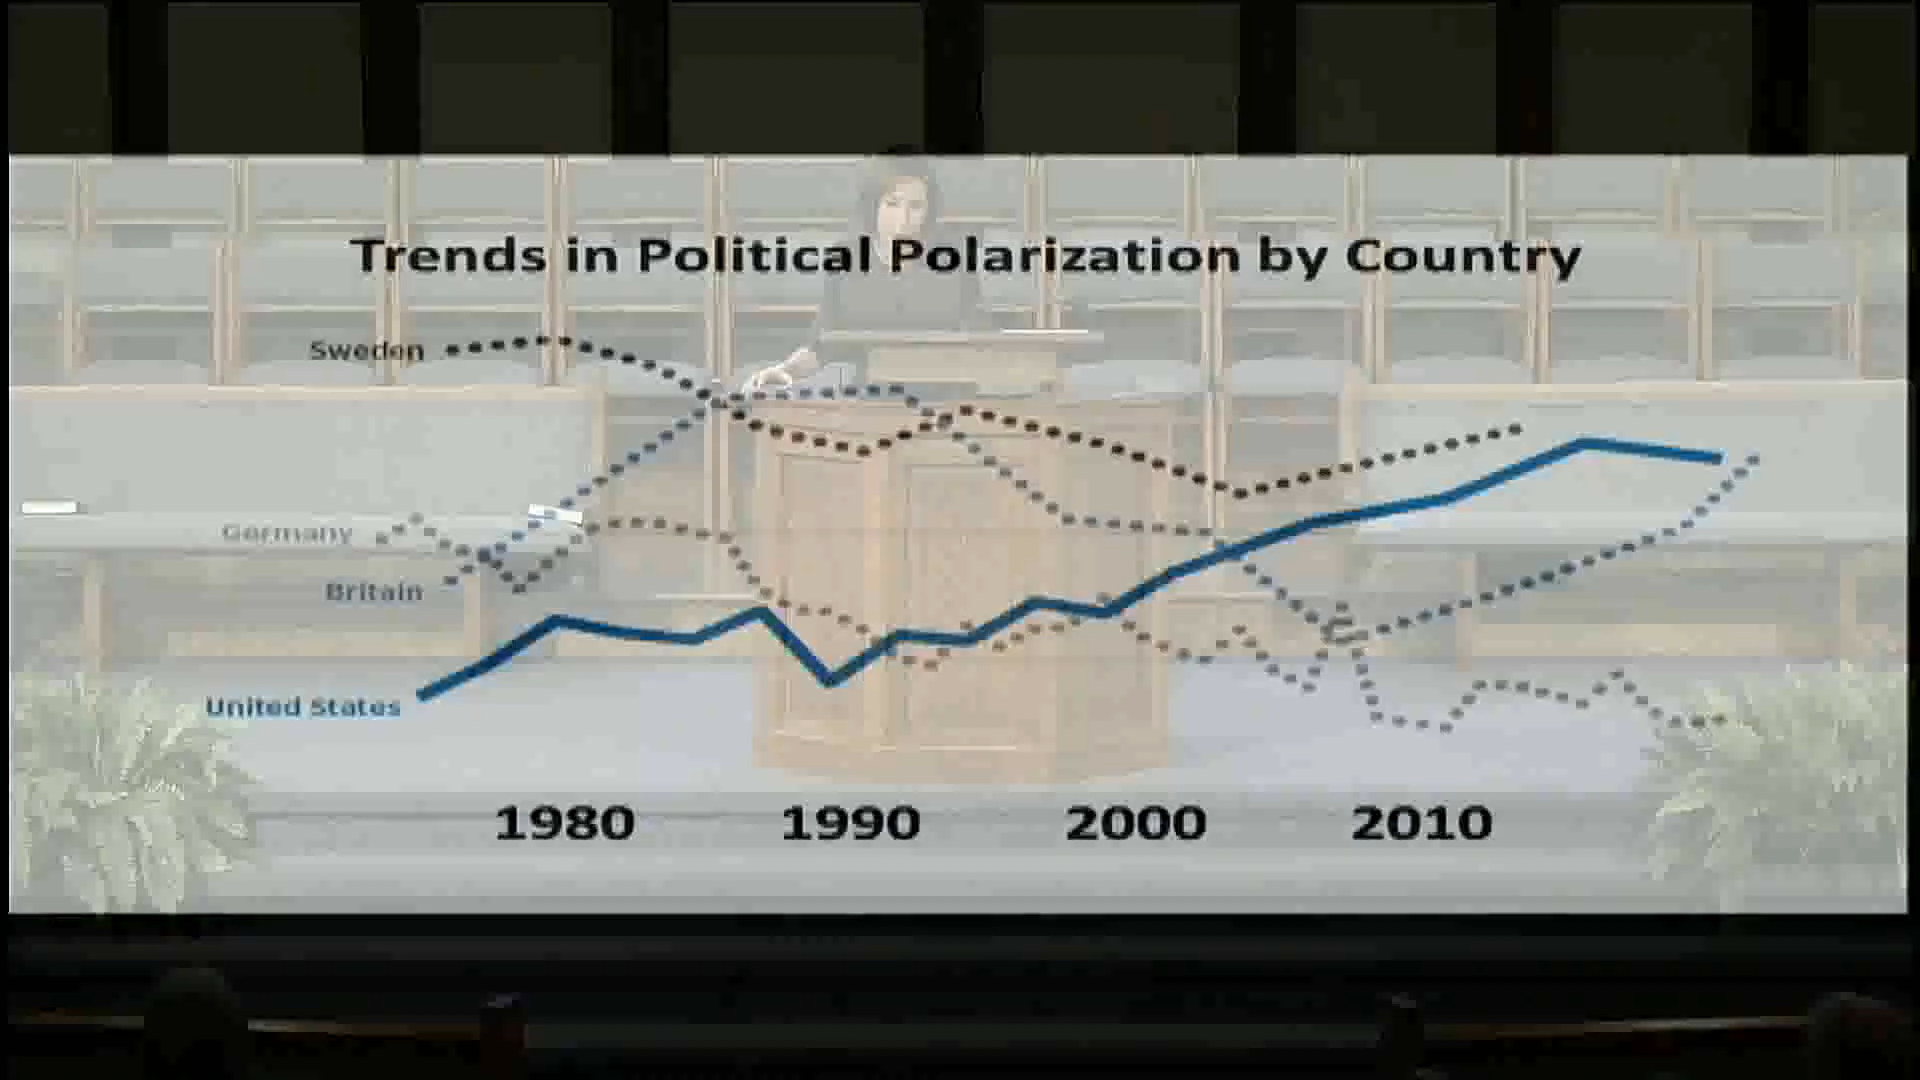 Trends in Political Polarization by Country
Sweden
Germany
Britain
United States
1980 1990 2000 2010